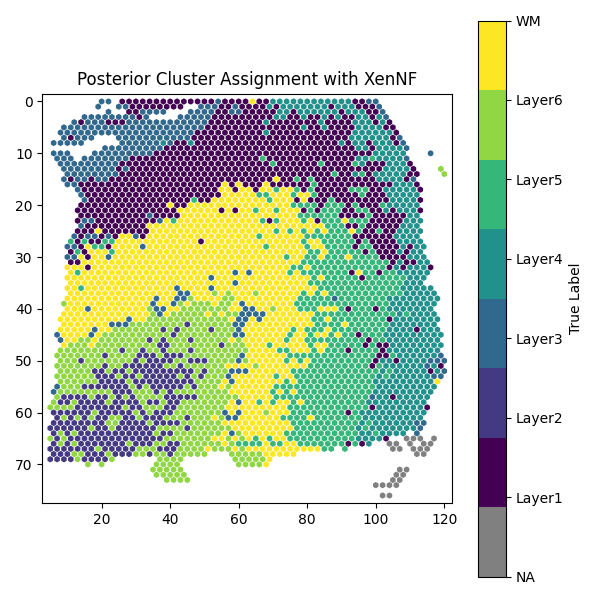 Posterior Cluster Assignment with XenNF
0
10
20
30
40
50
60
70
20
40
60
80
100
120
WM
Layer6
Layer5
Layer4
Layer3
Layer2
Layer1
NA
True Label